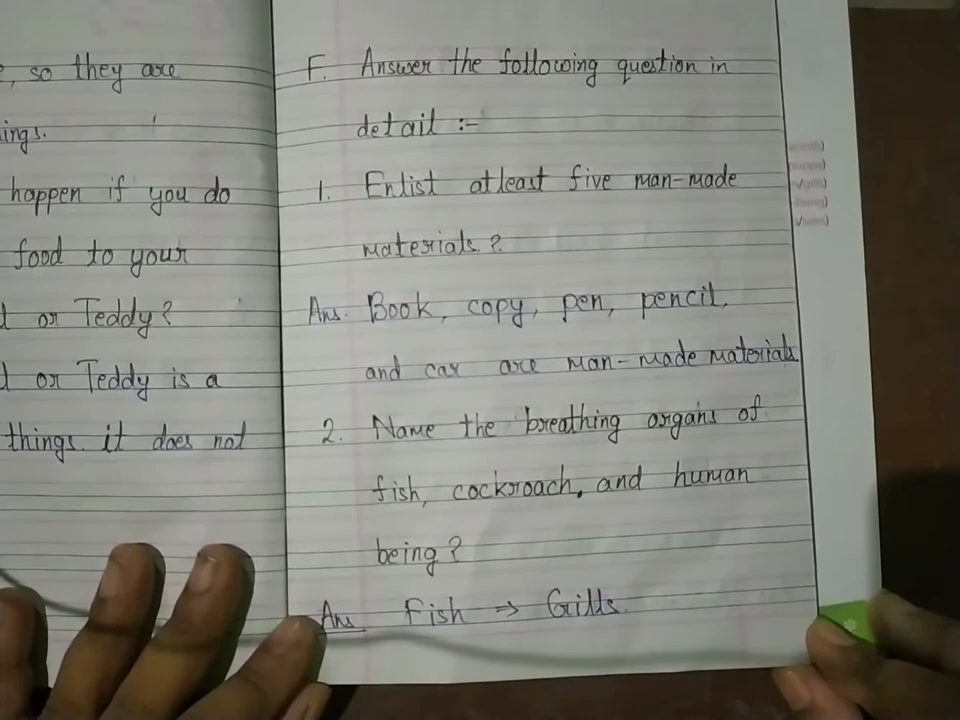 , so they are
ings.
happen if you do
food to your
or Teddy?
or Teddy is a
things. it does not
F. Answer the following question in
detail :-
1. Enlist atleast five man-made
materials?
Ans. Book, copy, pen, pencil,
and car are man-made materials
2. Name the breathing organs of
fish, cockroach, and human
being?
Ans Fish ⇒ Gills.